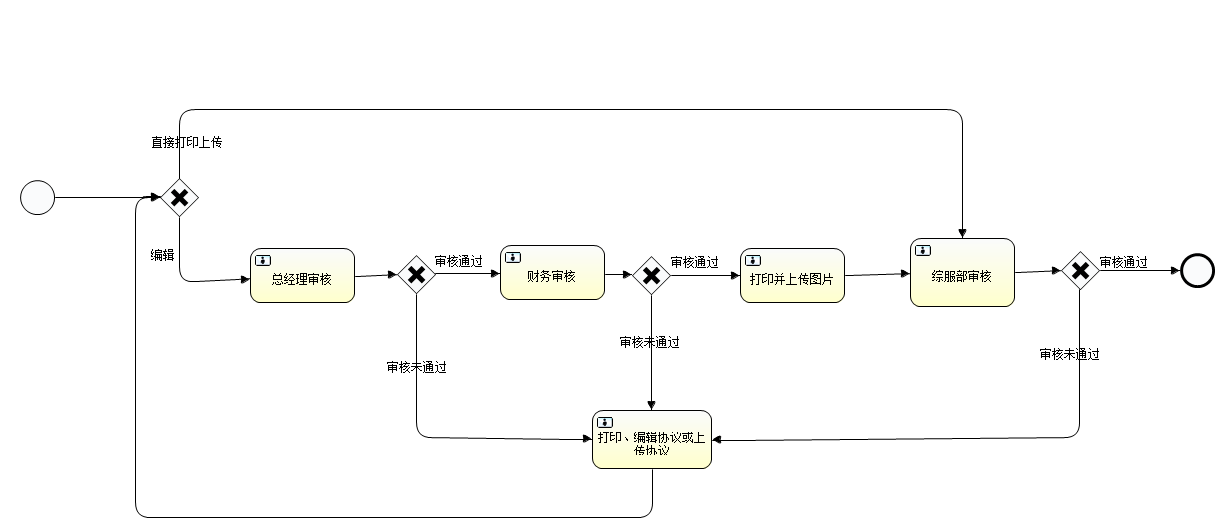 直接打印上传
编辑
总经理审核
审核通过
财务审核
审核通过
打印并上传图片
综服部审核
审核通过
审核未通过
审核未通过
审核未通过
打印、编辑协议或上
传协议